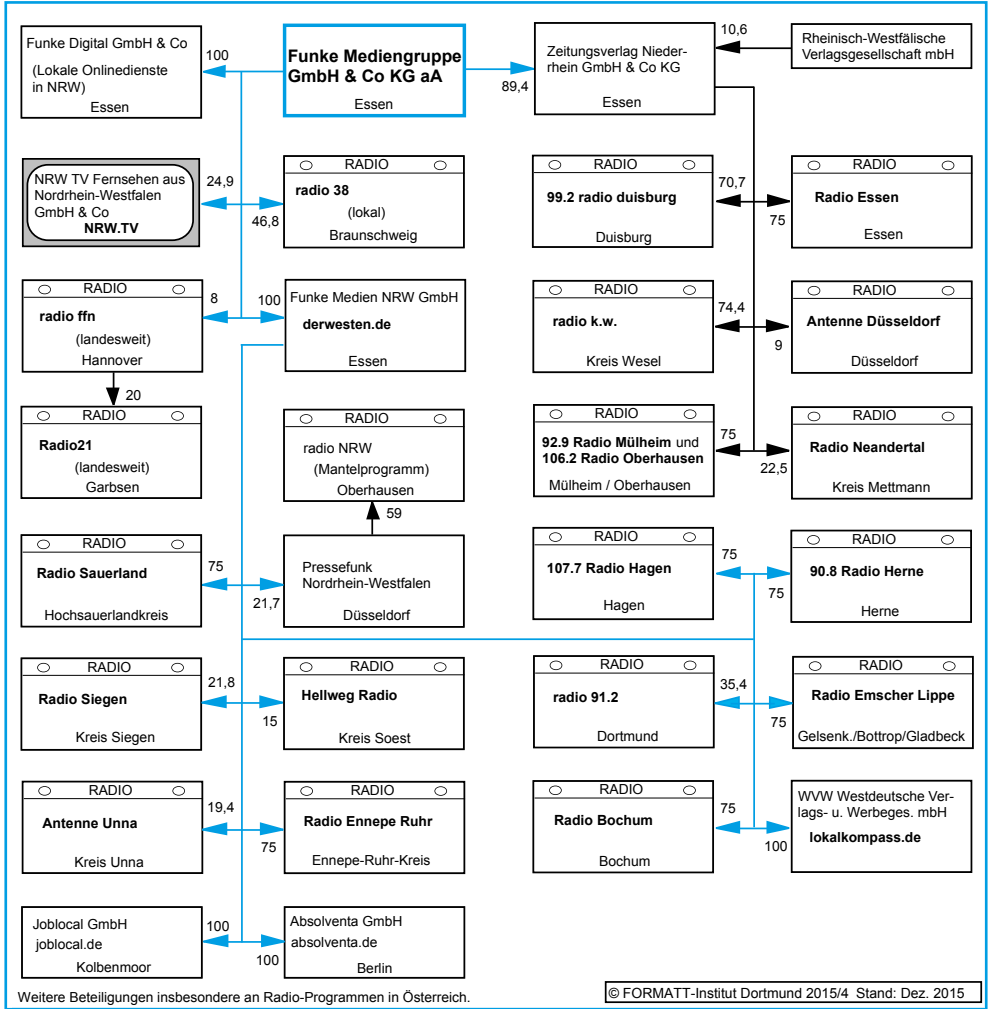 Funke Digital GmbH & Co
(Lokale Onlinedienste
in NRW)
Essen
100
Funke Mediengruppe
GmbH & Co KG aA
Essen
89,4
Zeitungsverlag Nieder-
rhein GmbH & Co KG
Essen
10,6
Rheinisch-Westfälische
Verlagsgesellschaft mbH
NRW TV Fernsehen aus
Nordrhein-Westfalen
GmbH & Co
NRW.TV
24,9
46,8
RADIO
radio 38
(lokal)
Braunschweig
RADIO
99.2 radio duisburg
Duisburg
70,7
75
RADIO
Radio Essen
Essen
RADIO
radio ffn
(landesweit)
Hannover
8
100
Funke Medien NRW GmbH
derwesten.de
Essen
RADIO
radio k.w.
Kreis Wesel
74,4
9
RADIO
Antenne Düsseldorf
Düsseldorf
20
RADIO
Radio21
(landesweit)
Garbsen
RADIO
radio NRW
(Mantelprogramm)
Oberhausen
59
RADIO
92.9 Radio Mülheim und
106.2 Radio Oberhausen
Mülheim / Oberhausen
75
22,5
RADIO
Radio Neandertal
Kreis Mettmann
RADIO
Radio Sauerland
Hochsauerlandkreis
75
21,7
Pressefunk
Nordrhein-Westfalen
Düsseldorf
RADIO
107.7 Radio Hagen
Hagen
75
75
RADIO
90.8 Radio Herne
Herne
RADIO
Radio Siegen
Kreis Siegen
21,8
15
RADIO
Hellweg Radio
Kreis Soest
RADIO
radio 91.2
Dortmund
35,4
75
RADIO
Radio Emscher Lippe
Gelsenk./Bottrop/Gladbeck
RADIO
Antenne Unna
Kreis Unna
19,4
75
RADIO
Radio Ennepe Ruhr
Ennepe-Ruhr-Kreis
RADIO
Radio Bochum
Bochum
75
100
WVW Westdeutsche Ver-
lags- u. Werbeges. mbH
lokalkompass.de
Joblocal GmbH
joblocal.de
Kolbenmoor
100
100
Absolventa GmbH
absolventa.de
Berlin
Weitere Beteiligungen insbesondere an Radio-Programmen in Österreich.
© FORMATT-Institut Dortmund 2015/4 Stand: Dez. 2015